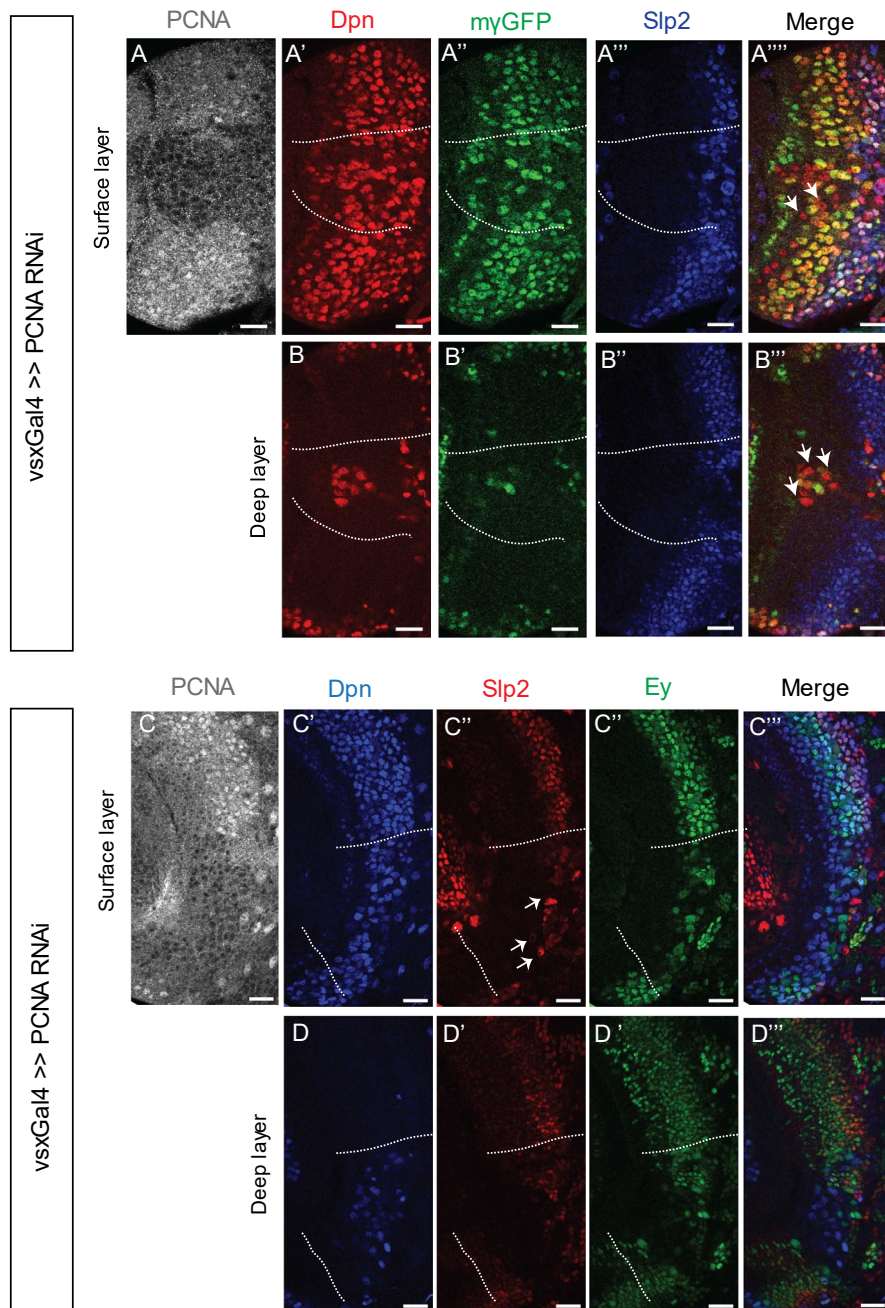 PCNA Dpn mγGFP Slp2 Merge
A A' A'' A''' A''''
Surface layer
vsxGal4 >> PCNA RNAi
B B' B'' B'''
Deep layer
PCNA Dpn Slp2 Ey Merge
C C' C'' C'' C'''
Surface layer
vsxGal4 >> PCNA RNAi
D D' D ' D'''
Deep layer